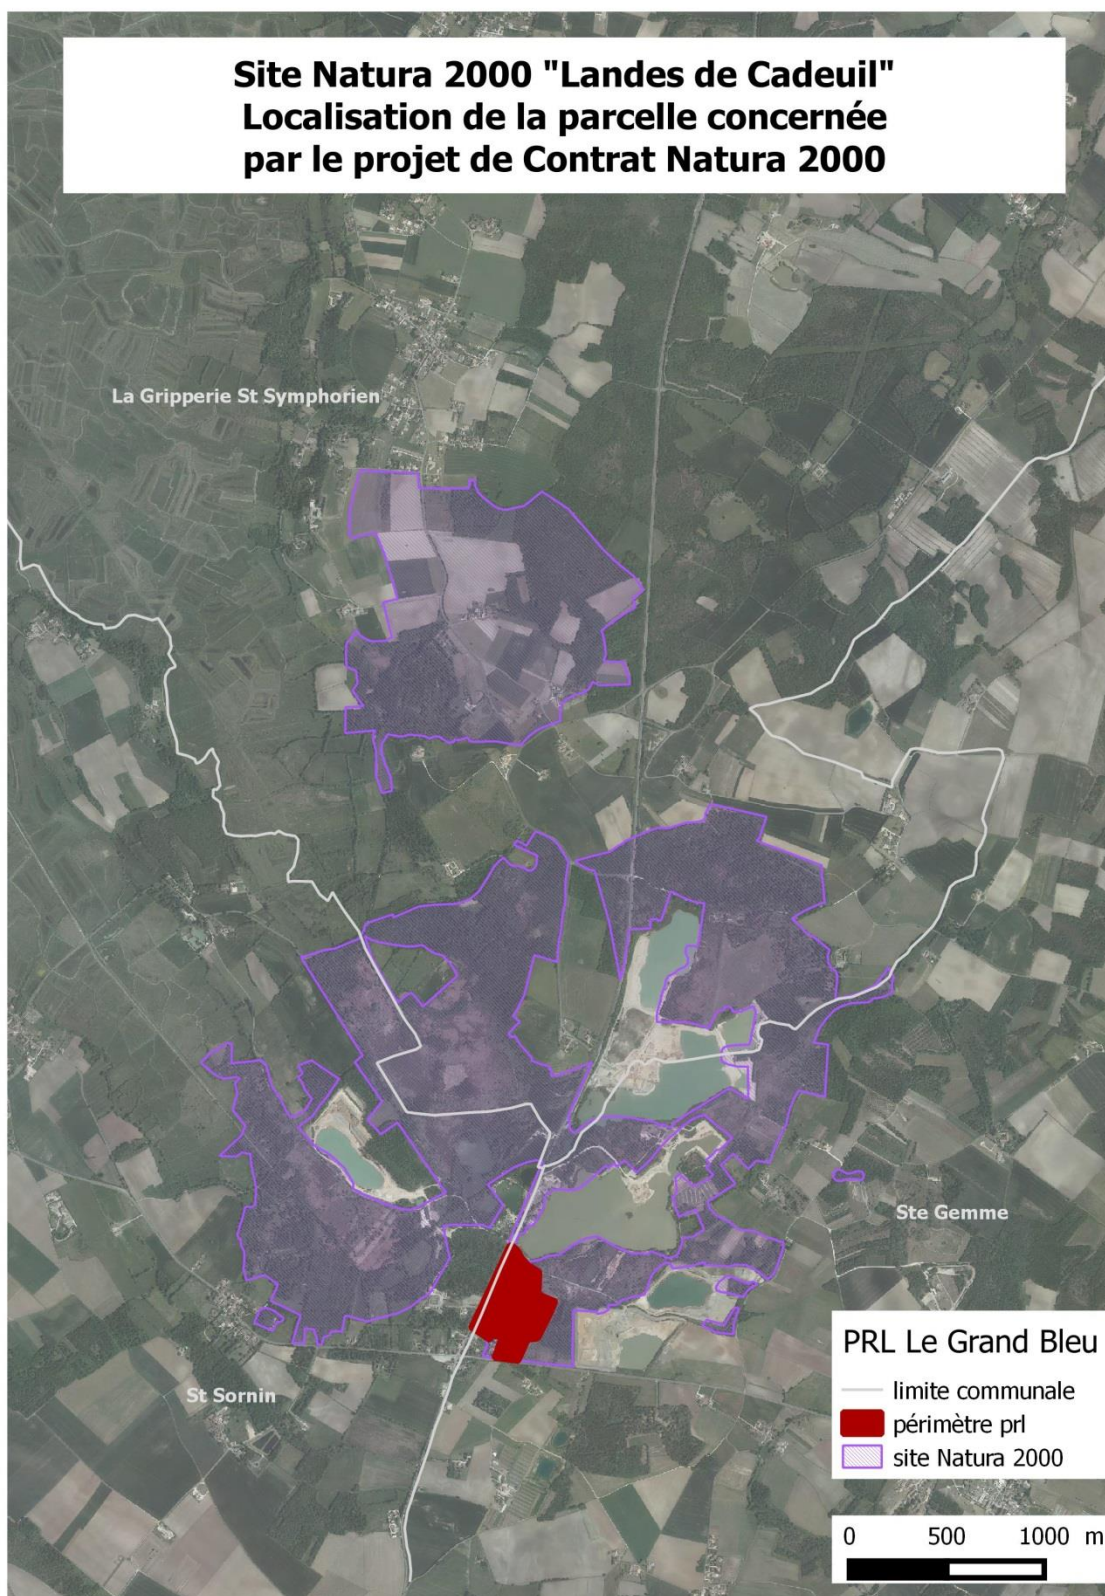 Site Natura 2000 "Landes de Cadeuil"
Localisation de la parcelle concernée
par le projet de Contrat Natura 2000
La Gripperie St Symphorien
Ste Gemme
St Sornin
PRL Le Grand Bleu
limite communale
périmètre prl
site Natura 2000
0 500 1000 m